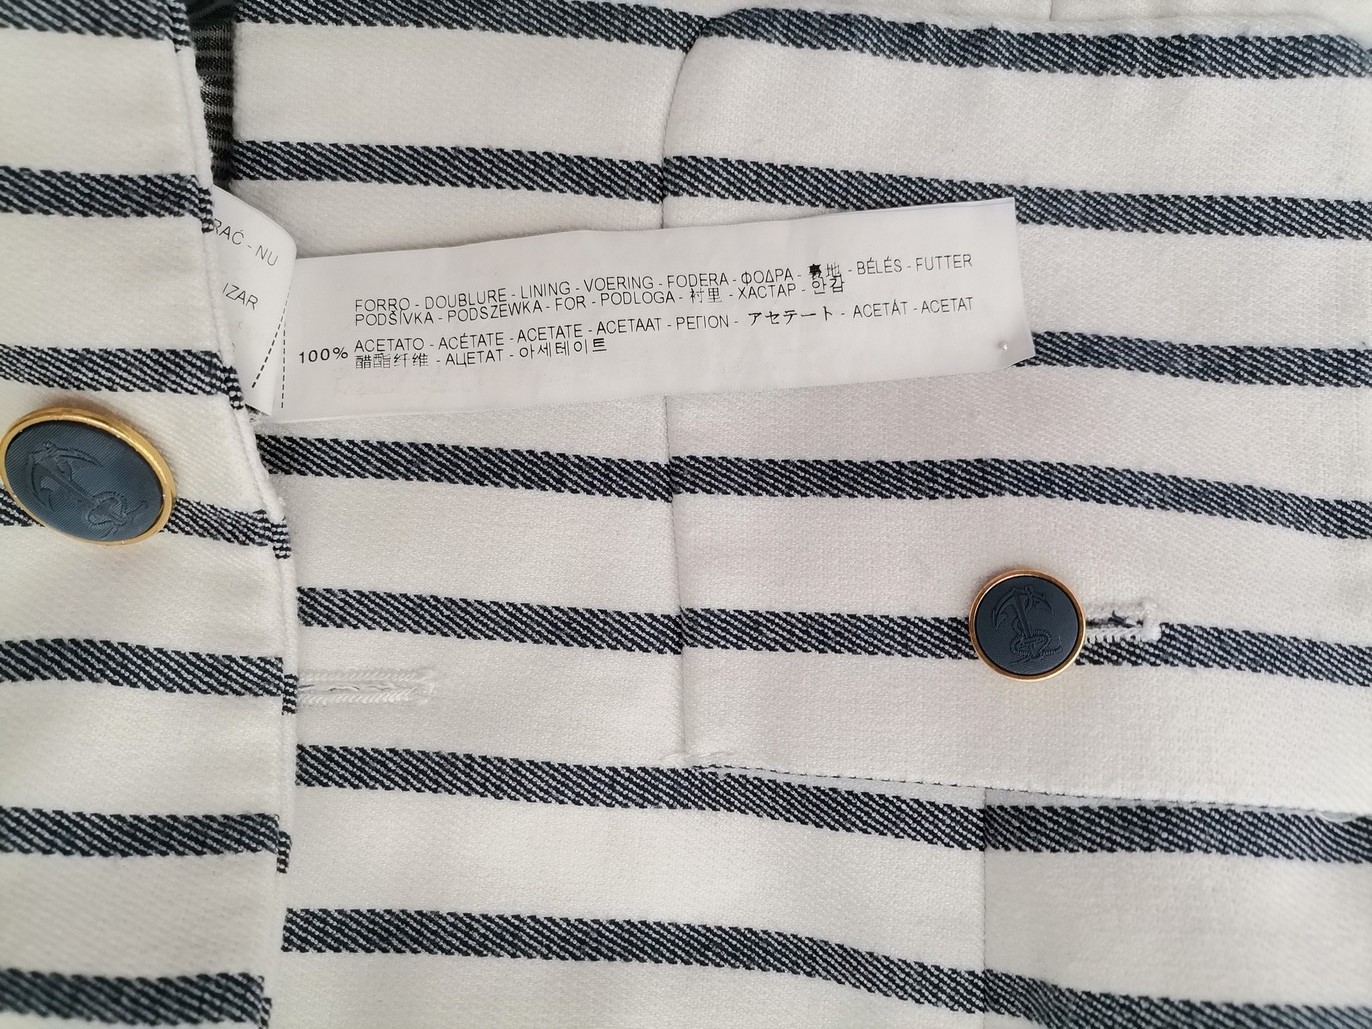 RAĆ - NU
IZAR
FORRO - DOUBLURE - LINING - VOERING - FODERA - ΦΟΔΡΑ - 裏地 - BÉLÉS - FUTTER
PODŠÍVKA - PODSZEWKA - FOR - PODLOGA - 衬里 - ХАСТАР - 안감
100% ACETATO - ACÉTATE - ACETATE - ACETAAT - ΡΕΓΙΟΝ - アセテート - ACETÁT - ACETAT
醋酯纤维 - АЦЕТАТ - 아세테이트